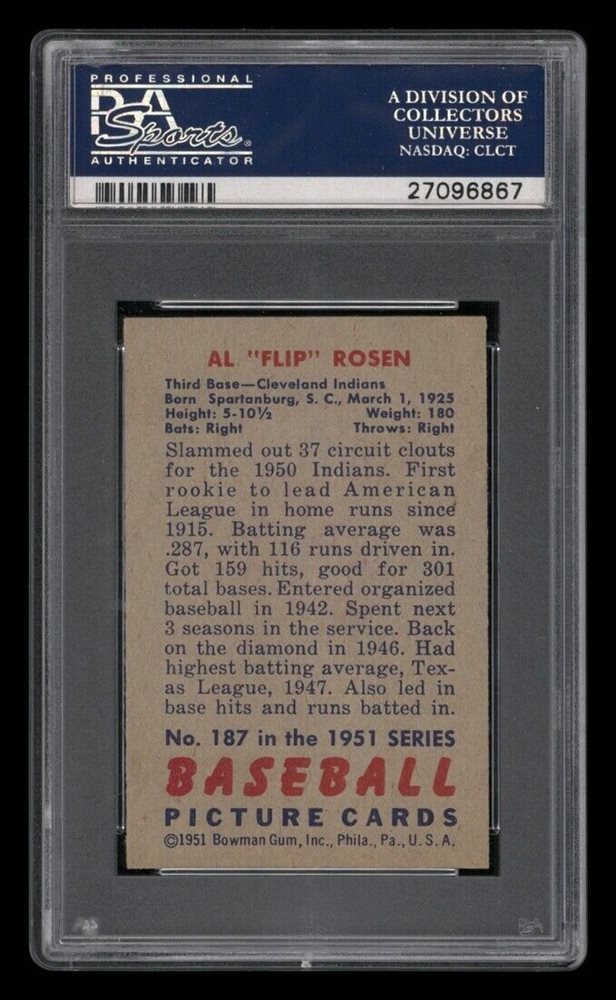 PROFESSIONAL
PSA
Sports®
AUTHENTICATOR
A DIVISION OF
COLLECTORS
UNIVERSE
NASDAQ: CLCT
27096867
AL "FLIP" ROSEN
Third Base—Cleveland Indians
Born Spartanburg, S. C., March 1, 1925
Height: 5-10½ Weight: 180
Bats: Right Throws: Right
Slammed out 37 circuit clouts
for the 1950 Indians. First
rookie to lead American
League in home runs since
1915. Batting average was
.287, with 116 runs driven in.
Got 159 hits, good for 301
total bases. Entered organized
baseball in 1942. Spent next
3 seasons in the service. Back
on the diamond in 1946. Had
highest batting average, Tex-
as League, 1947. Also led in
base hits and runs batted in.
No. 187 in the 1951 SERIES
BASEBALL
PICTURE CARDS
©1951 Bowman Gum, Inc., Phila., Pa., U. S. A.
PSA